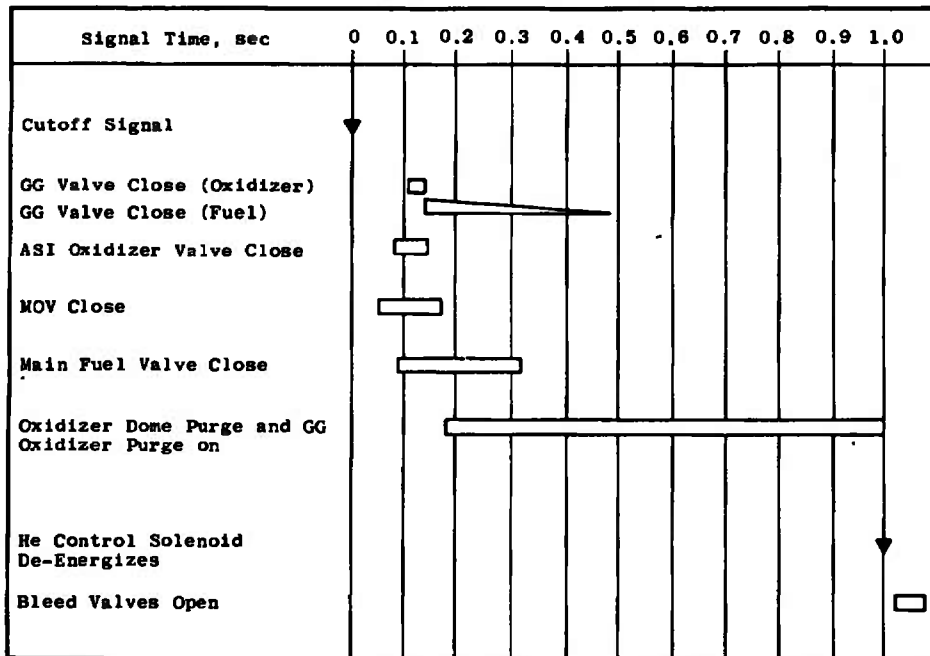 Signal Time, sec 0 0.1 0.2 0.3 0.4 0.5 0.6 0.7 0.8 0.9 1.0
Cutoff Signal
GG Valve Close (Oxidizer)
GG Valve Close (Fuel)
ASI Oxidizer Valve Close
MOV Close
Main Fuel Valve Close
Oxidizer Dome Purge and GG
Oxidizer Purge on
He Control Solenoid
De-Energizes
Bleed Valves Open